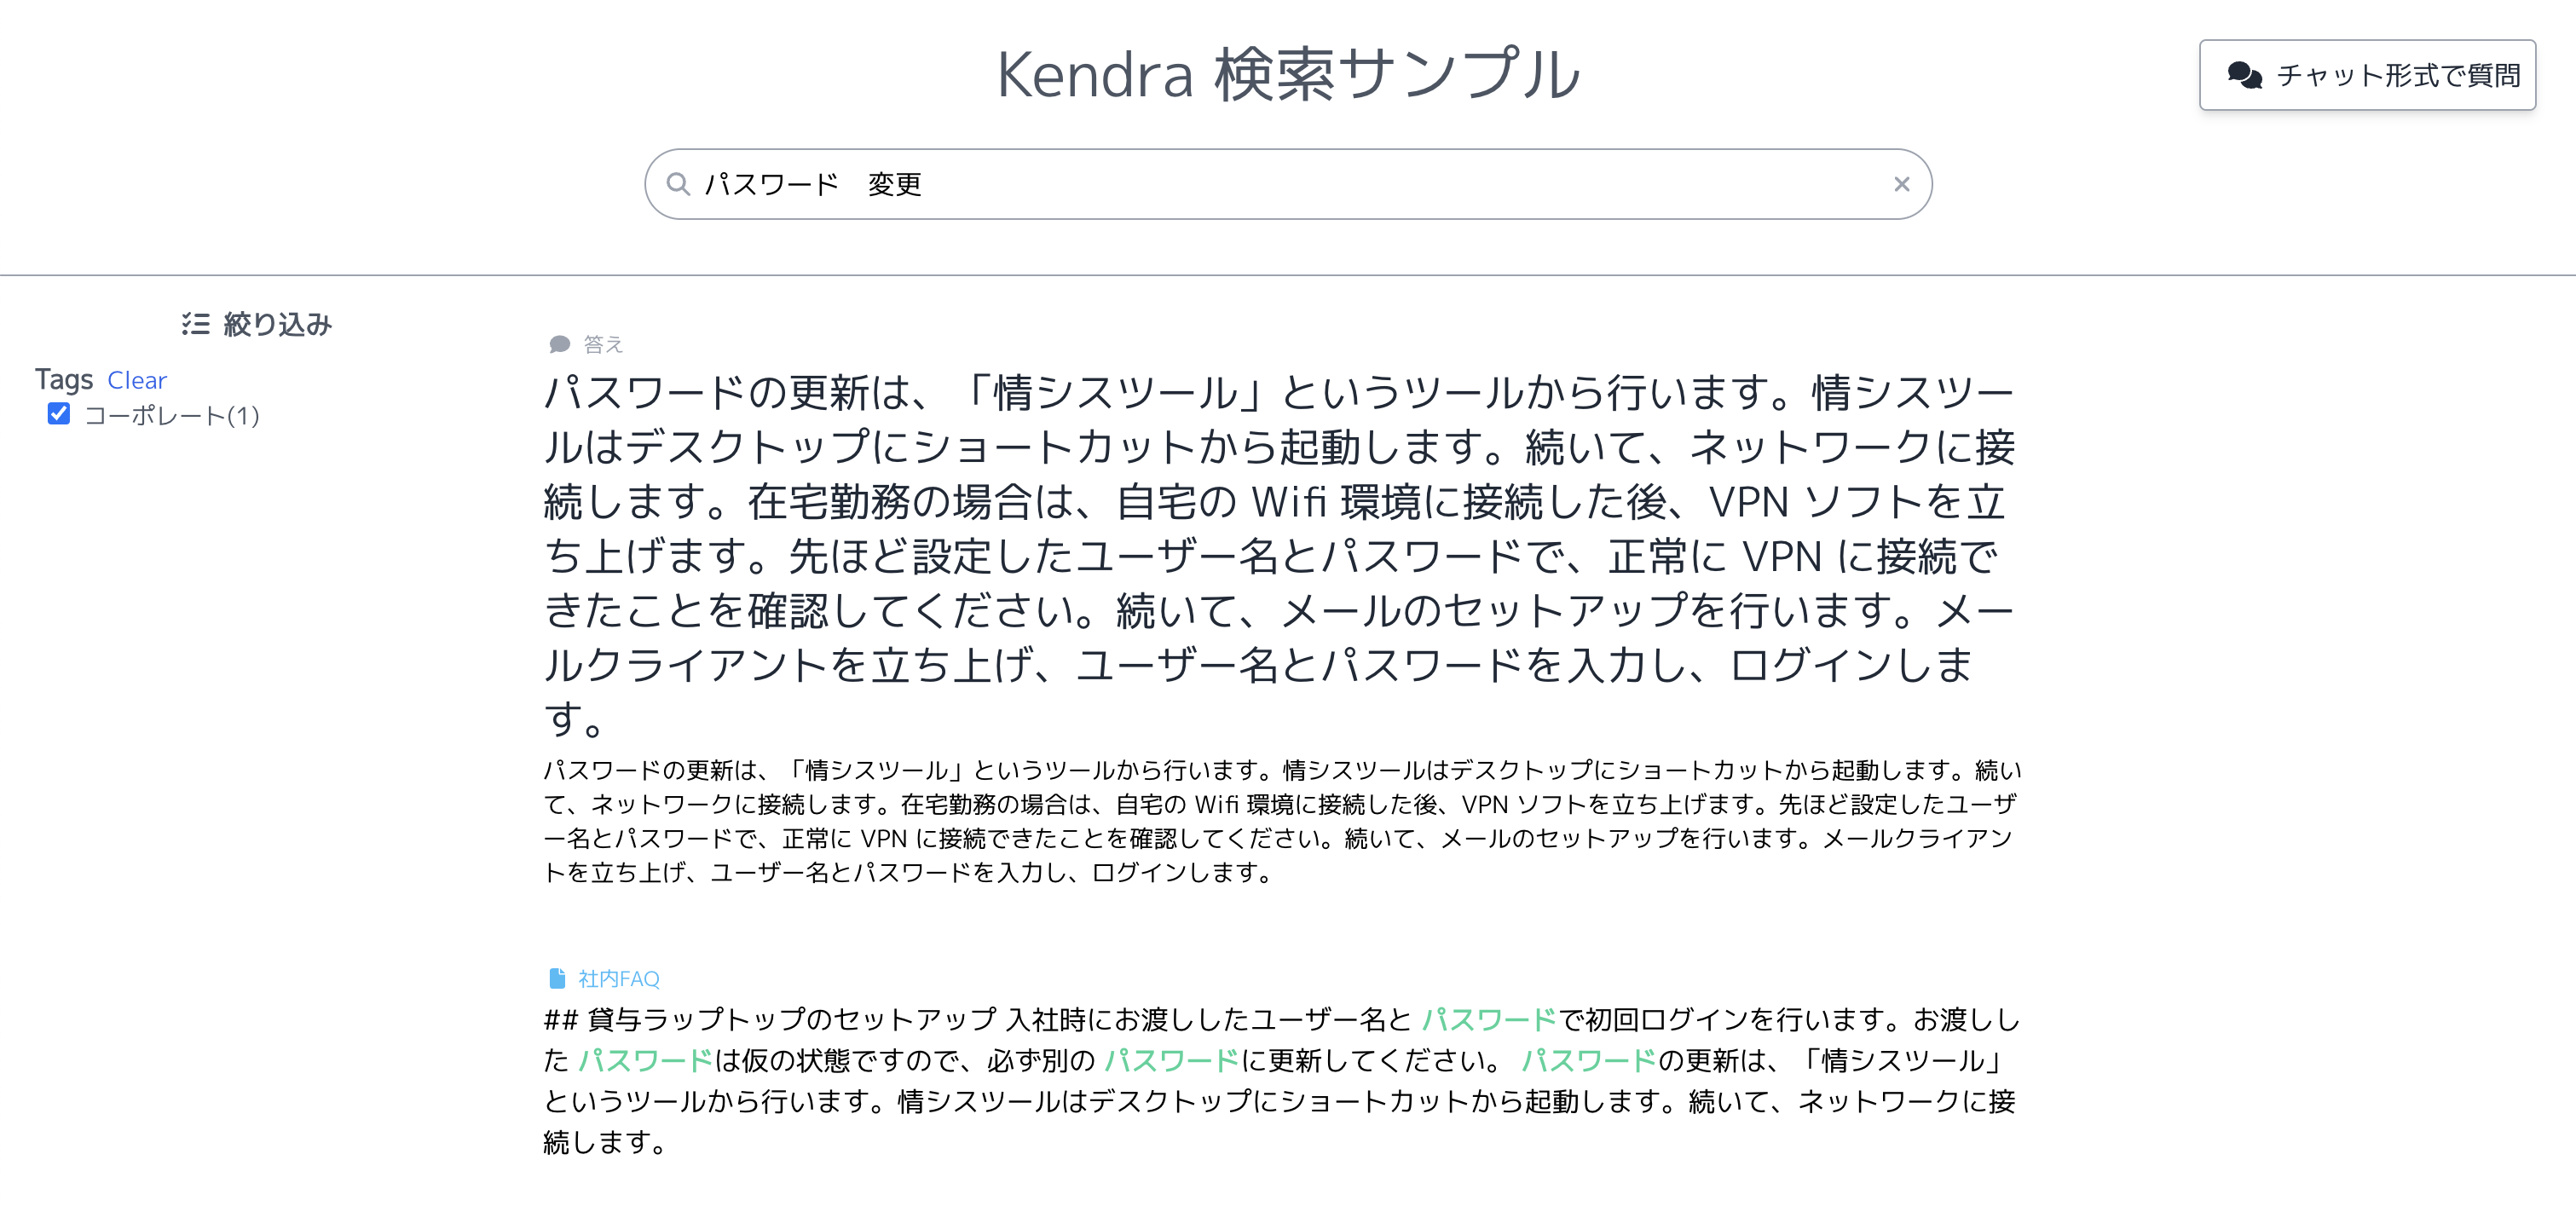 Kendra 検索サンプル
チャット形式で質問
パスワード　変更
絞り込み
Tags Clear
コーポレート(1)
答え
パスワードの更新は、「情シスツール」というツールから行います。情シスツー
ルはデスクトップにショートカットから起動します。続いて、ネットワークに接
続します。在宅勤務の場合は、自宅の Wifi 環境に接続した後、VPN ソフトを立
ち上げます。先ほど設定したユーザー名とパスワードで、正常に VPN に接続で
きたことを確認してください。続いて、メールのセットアップを行います。メー
ルクライアントを立ち上げ、ユーザー名とパスワードを入力し、ログインしま
す。
パスワードの更新は、「情シスツール」というツールから行います。情シスツールはデスクトップにショートカットから起動します。続い
て、ネットワークに接続します。在宅勤務の場合は、自宅の Wifi 環境に接続した後、VPN ソフトを立ち上げます。先ほど設定したユーザ
ー名とパスワードで、正常に VPN に接続できたことを確認してください。続いて、メールのセットアップを行います。メールクライアン
トを立ち上げ、ユーザー名とパスワードを入力し、ログインします。
社内FAQ
## 貸与ラップトップのセットアップ 入社時にお渡ししたユーザー名と パスワードで初回ログインを行います。お渡しし
た パスワードは仮の状態ですので、必ず別の パスワードに更新してください。 パスワードの更新は、「情シスツール」
というツールから行います。情シスツールはデスクトップにショートカットから起動します。続いて、ネットワークに接
続します。